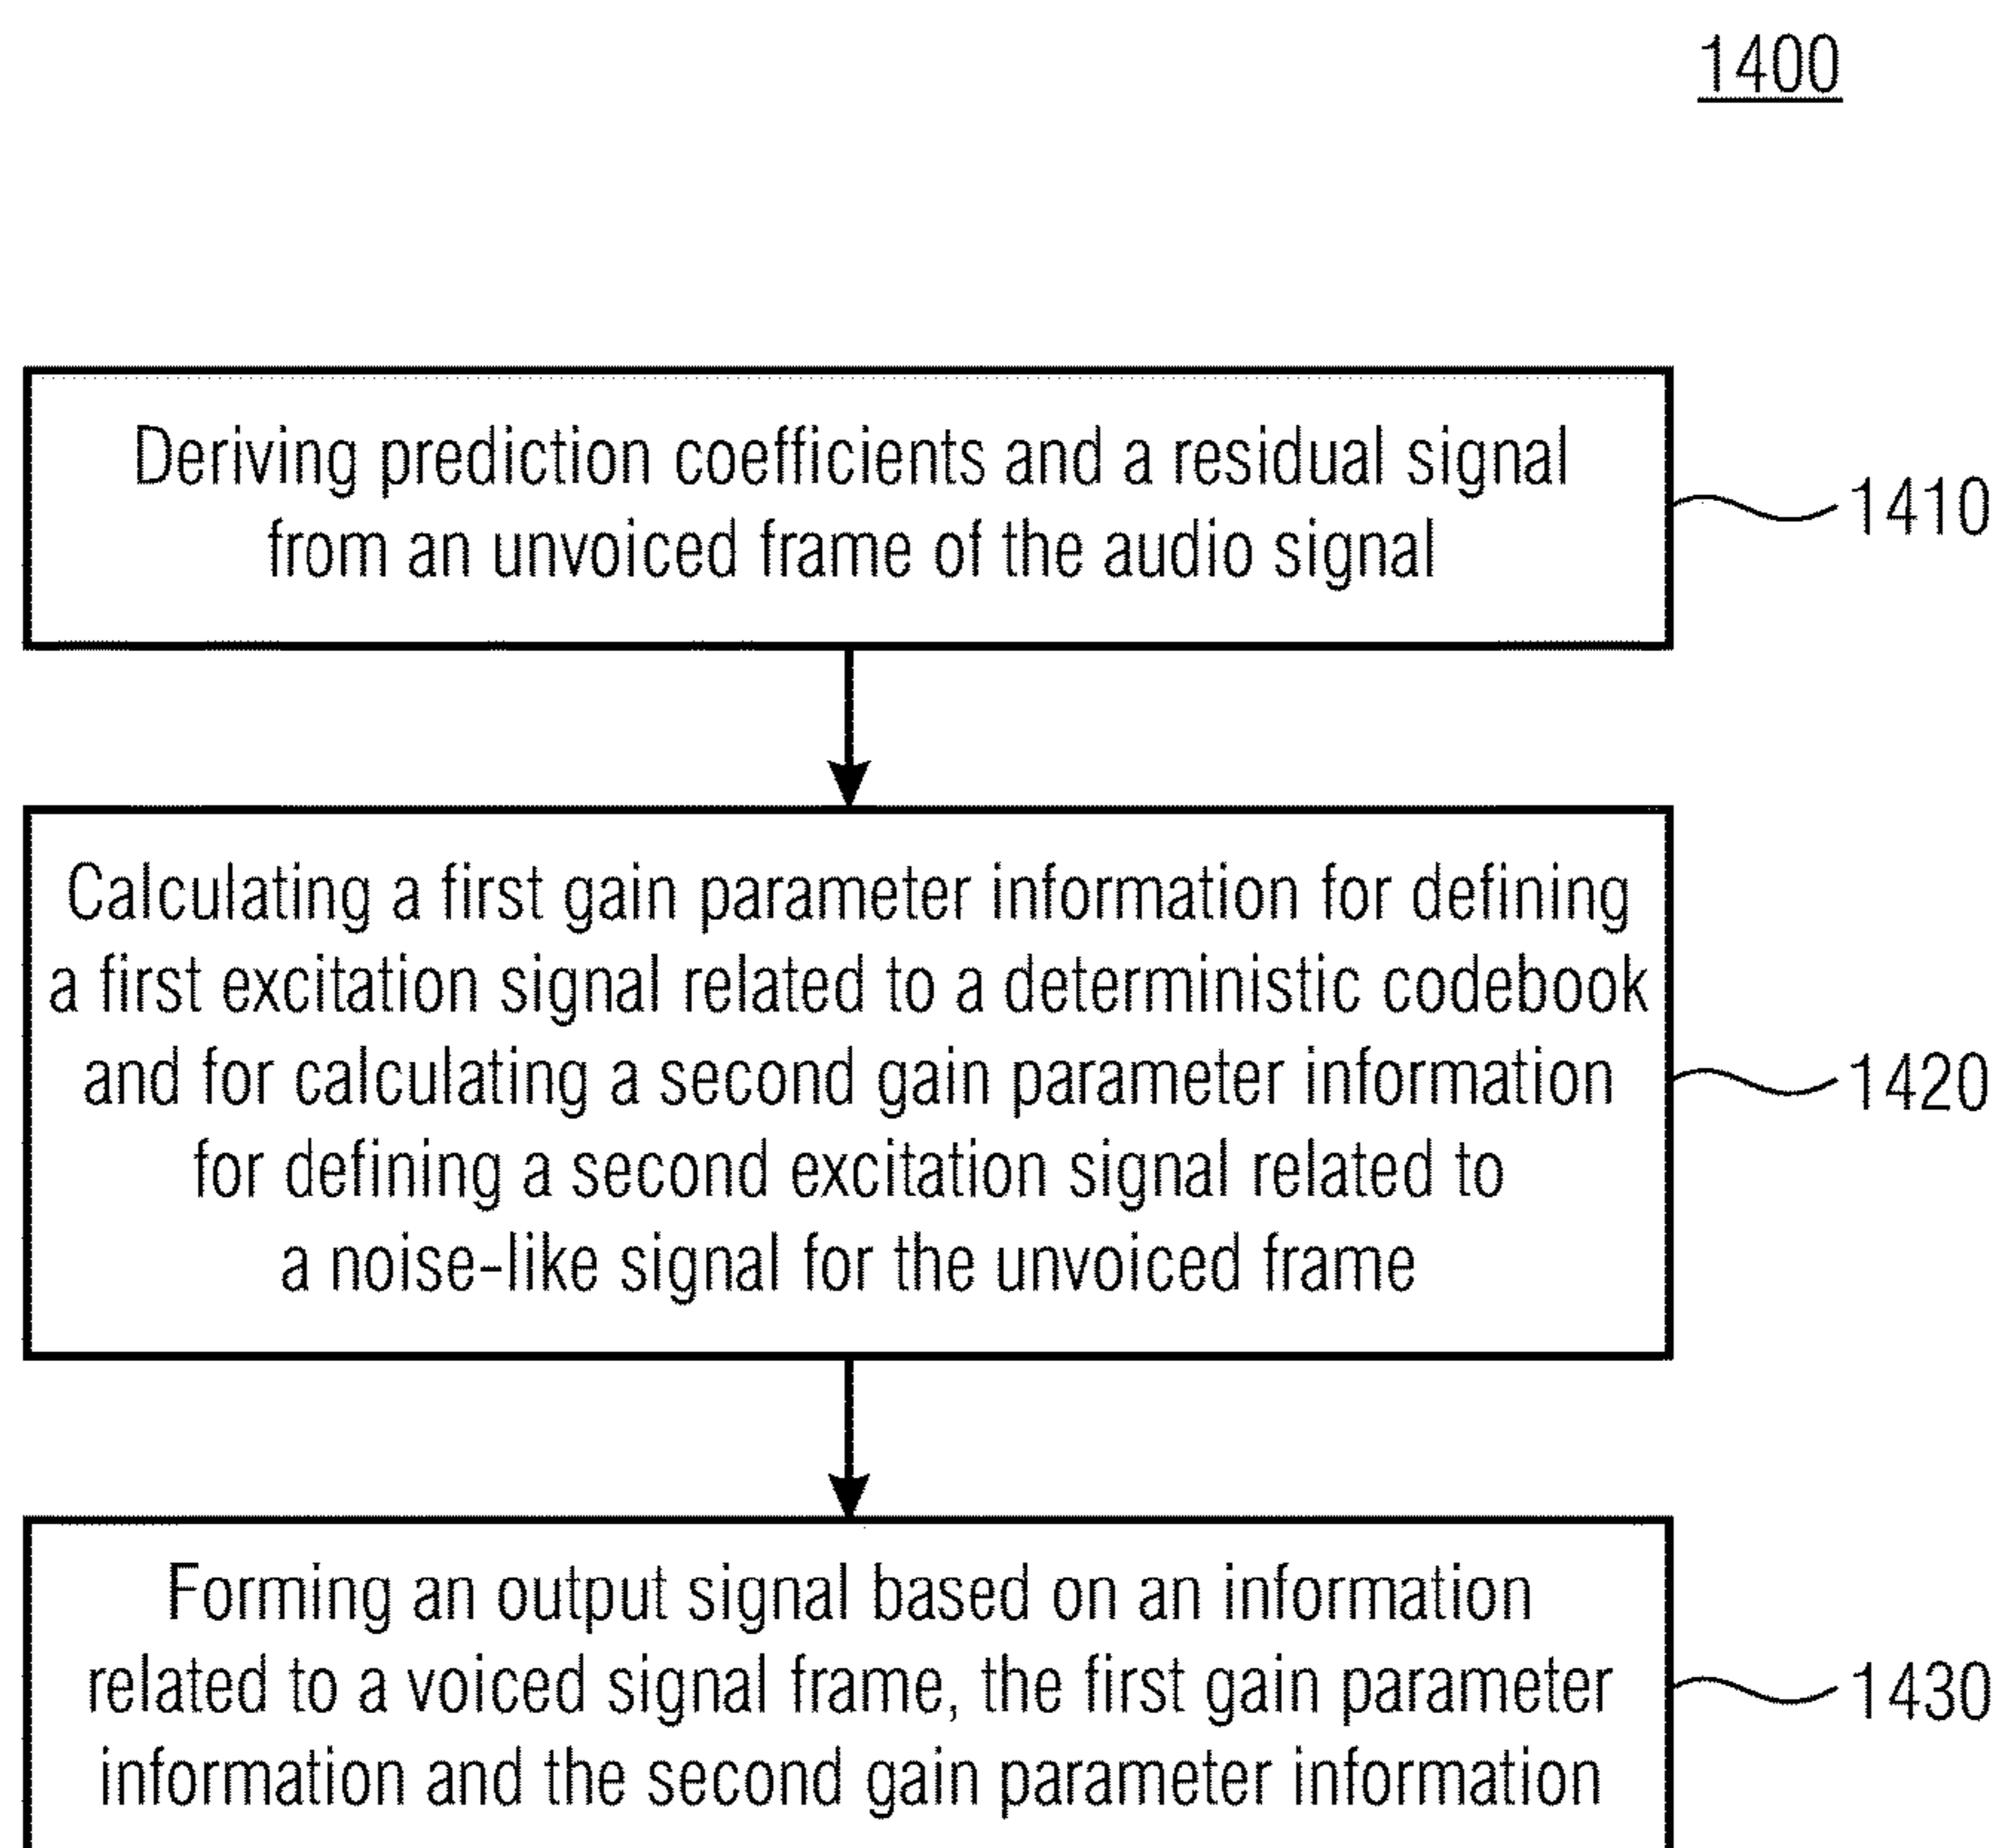 1400
Deriving prediction coefficients and a residual signal
from an unvoiced frame of the audio signal
1410
Calculating a first gain parameter information for defining
a first excitation signal related to a deterministic codebook
and for calculating a second gain parameter information
for defining a second excitation signal related to
a noise-like signal for the unvoiced frame
1420
Forming an output signal based on an information
related to a voiced signal frame, the first gain parameter
information and the second gain parameter information
1430